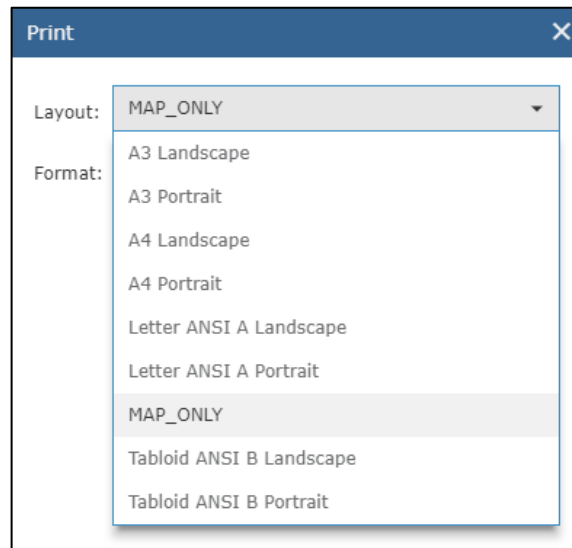 Print
Layout: MAP_ONLY
A3 Landscape
Format:
A3 Portrait
A4 Landscape
A4 Portrait
Letter ANSI A Landscape
Letter ANSI A Portrait
MAP_ONLY
Tabloid ANSI B Landscape
Tabloid ANSI B Portrait